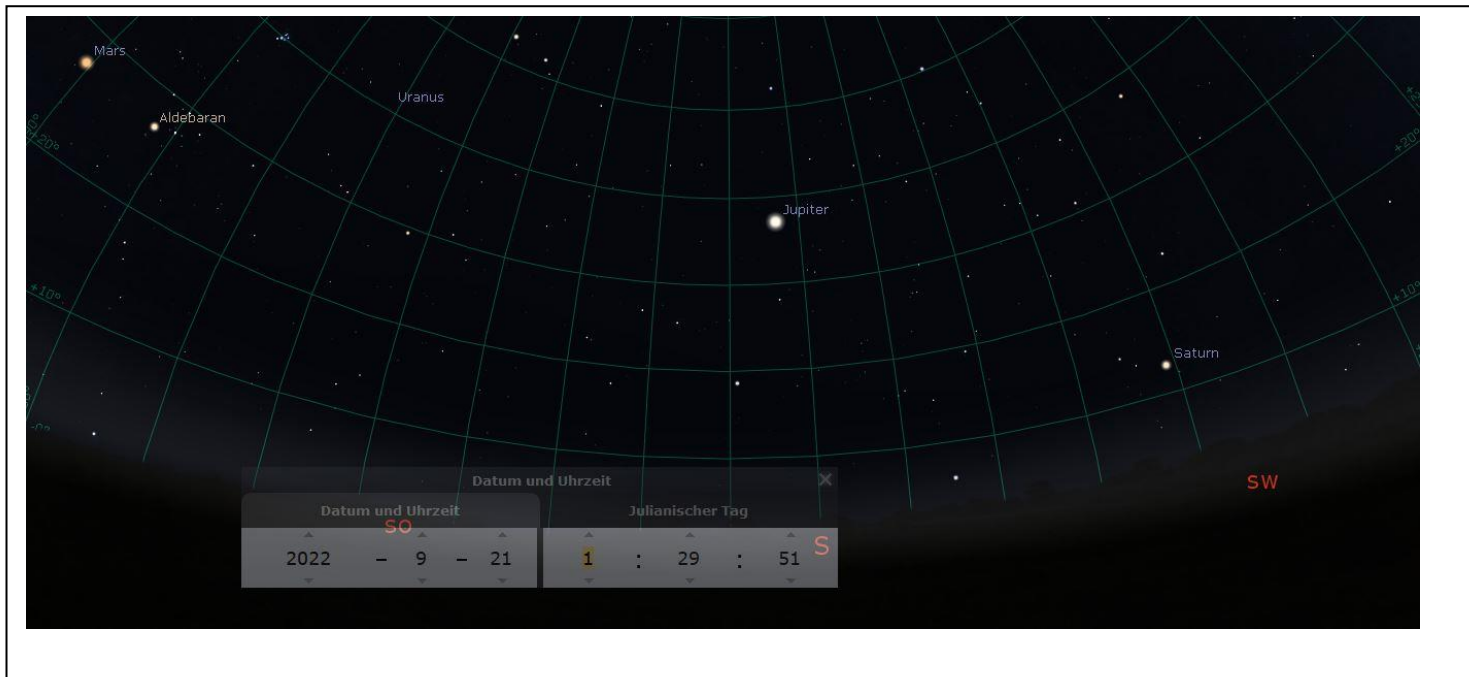 Mars
Uranus
Aldebaran
+20°
+20°
Jupiter
+10°
+10°
Saturn
Datum und Uhrzeit
SW
Datum und Uhrzeit Julianischer Tag
SO
S
2022 – 9 – 21 1 : 29 : 51